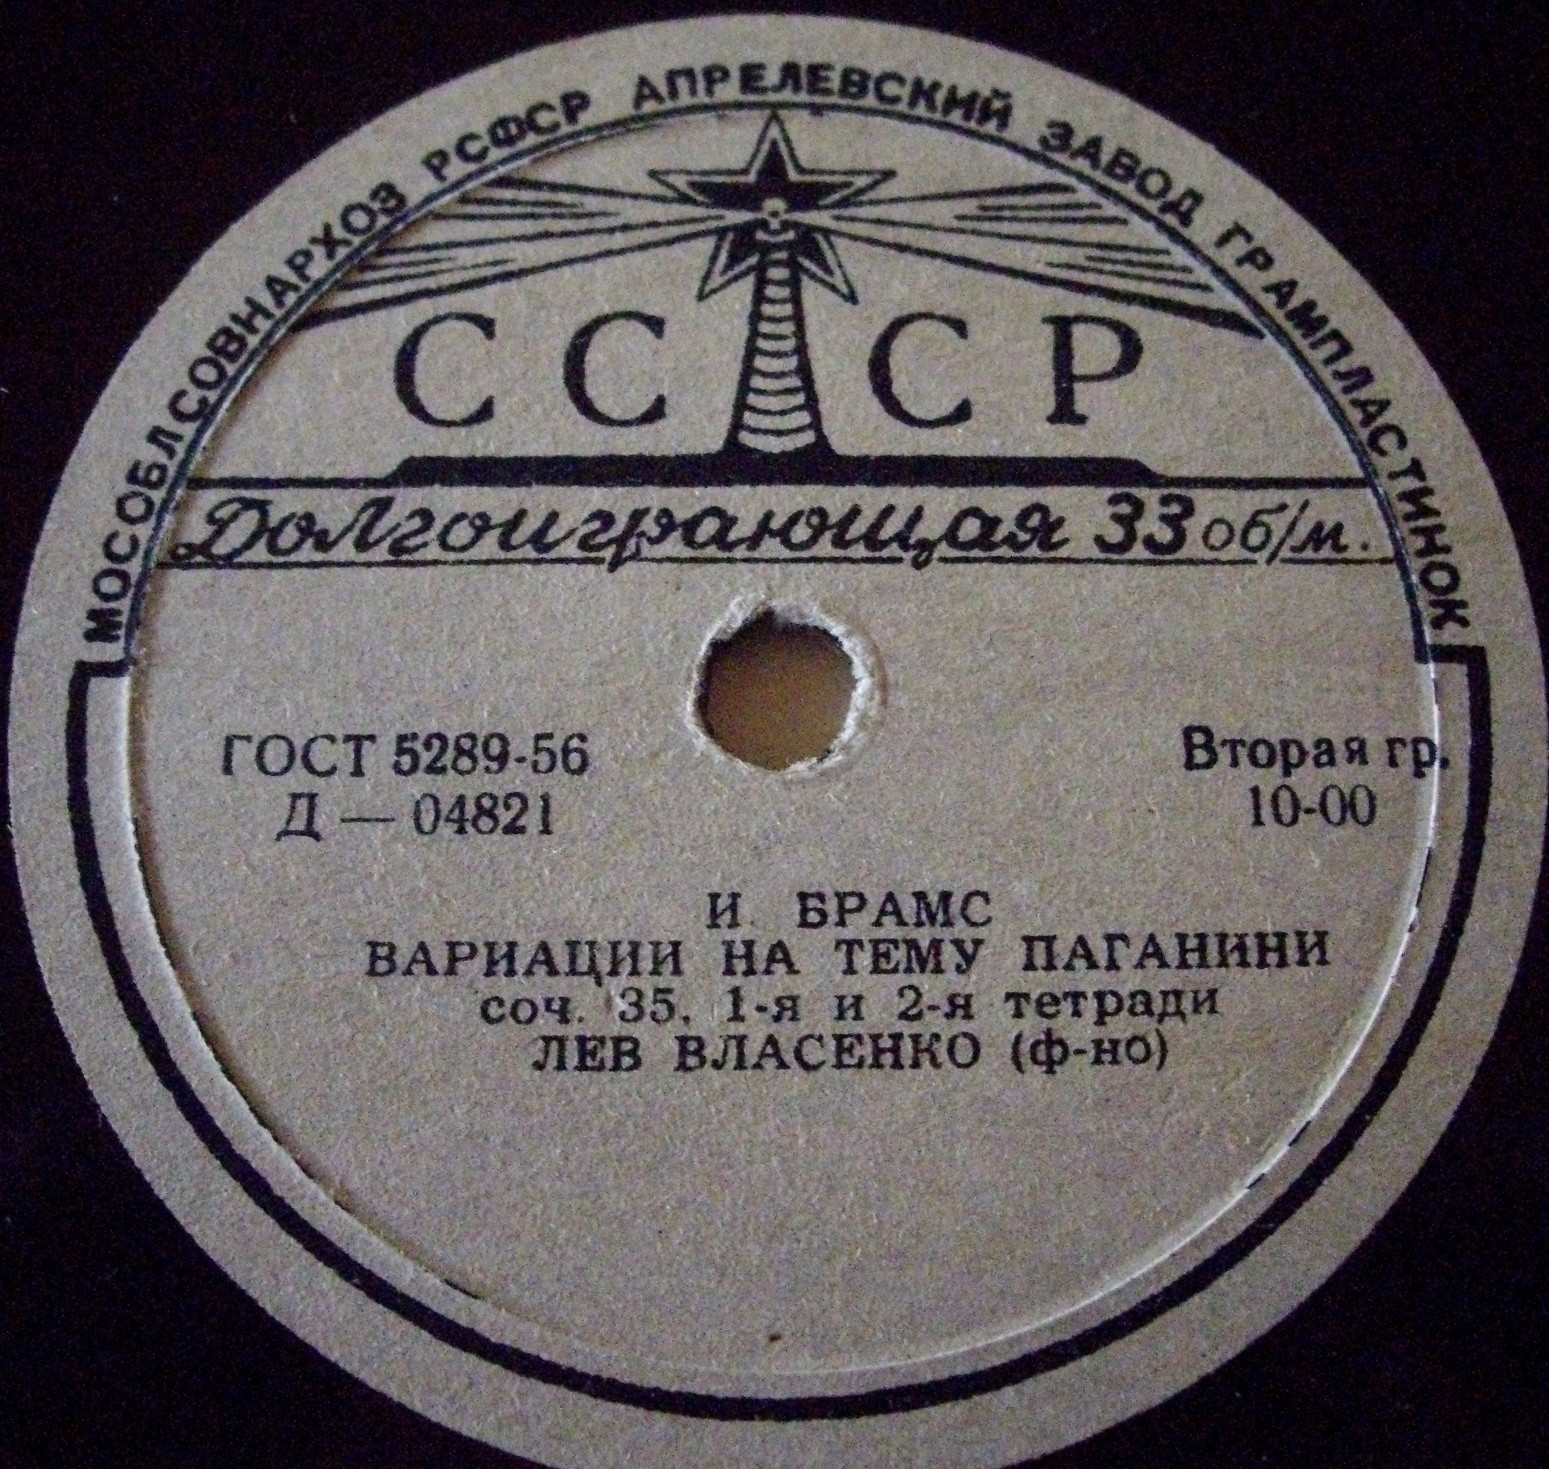 МОСОБЛСОВНАРХОЗ РСФСР АПРЕЛЕВСКИЙ ЗАВОД ГРАМПЛАСТИНОК
СССР
Долгоиграющая 33 об/м.
ГОСТ 5289-56
Д — 04821
Вторая гр.
10-00
И. БРАМС
ВАРИАЦИИ НА ТЕМУ ПАГАНИНИ
соч. 35, 1-я и 2-я тетради
ЛЕВ ВЛАСЕНКО (ф-но)